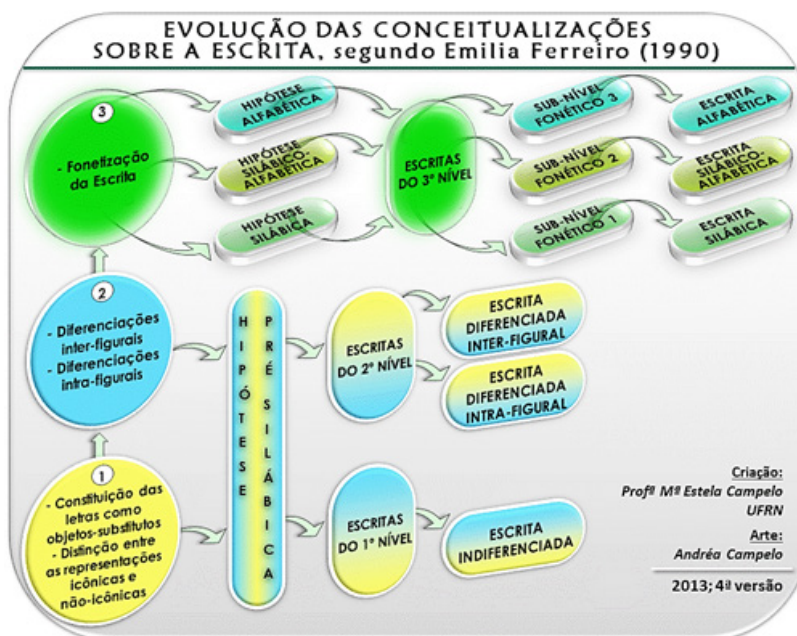 EVOLUÇÃO DAS CONCEITUALIZAÇÕES
SOBRE A ESCRITA, segundo Emilia Ferreiro (1990)
3
- Fonetização
da Escrita
HIPÓTESE
ALFABÉTICA
HIPÓTESE
SILÁBICO-
ALFABÉTICA
HIPÓTESE
SILÁBICA
ESCRITAS
DO 3º NÍVEL
SUB-NÍVEL
FONÉTICO 3
SUB-NÍVEL
FONÉTICO 2
SUB-NÍVEL
FONÉTICO 1
ESCRITA
ALFABÉTICA
ESCRITA
SILÁBICO-
ALFABÉTICA
ESCRITA
SILÁBICA
2
- Diferenciações
inter-figurais
- Diferenciações
intra-figurais
HIPÓTESE
PRÉ SILÁBICA
ESCRITAS
DO 2º NÍVEL
ESCRITA
DIFERENCIADA
INTER-FIGURAL
ESCRITA
DIFERENCIADA
INTRA-FIGURAL
1
- Constituição das
letras como
objetos-substitutos
- Distinção entre
as representações
icônicas e
não-icônicas
ESCRITAS
DO 1º NÍVEL
ESCRITA
INDIFERENCIADA
Criação:
Profª Mª Estela Campelo
UFRN
Arte:
Andréa Campelo
2013; 4ª versão